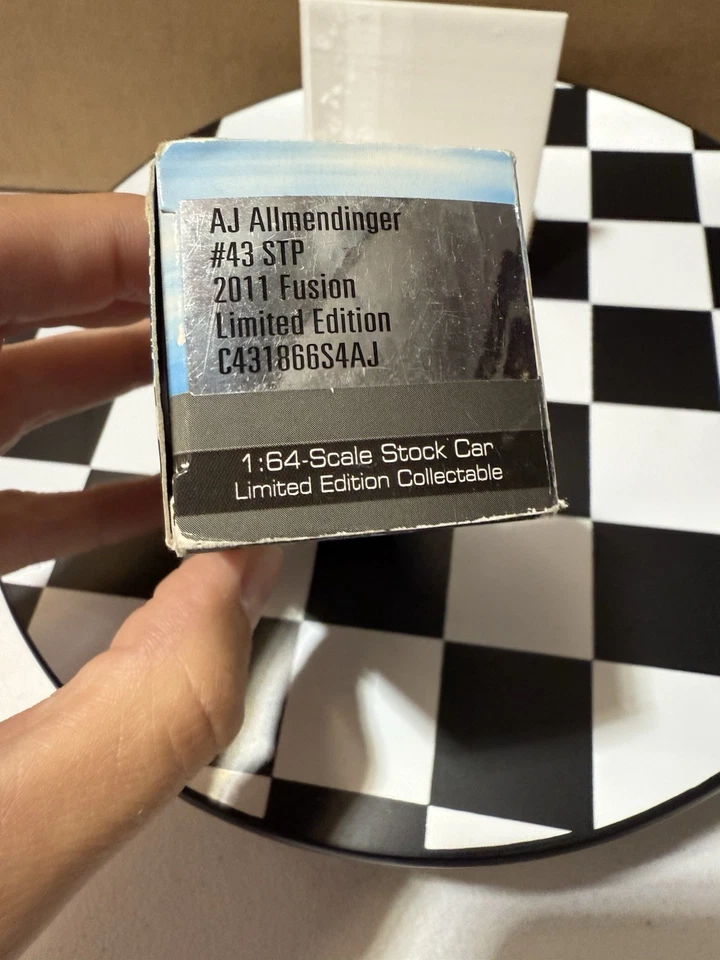 AJ Allmendinger
#43 STP
2011 Fusion
Limited Edition
C431866S4AJ
1:64-Scale Stock Car
Limited Edition Collectable